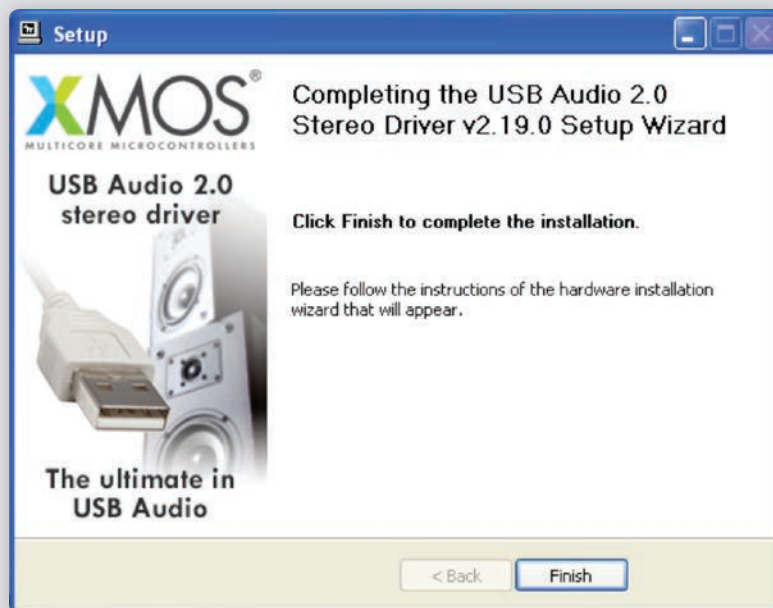 Setup
XMOS®
MULTICORE MICROCONTROLLERS
USB Audio 2.0
stereo driver
The ultimate in
USB Audio
Completing the USB Audio 2.0
Stereo Driver v2.19.0 Setup Wizard
Click Finish to complete the installation.
Please follow the instructions of the hardware installation
wizard that will appear.
< Back
Finish